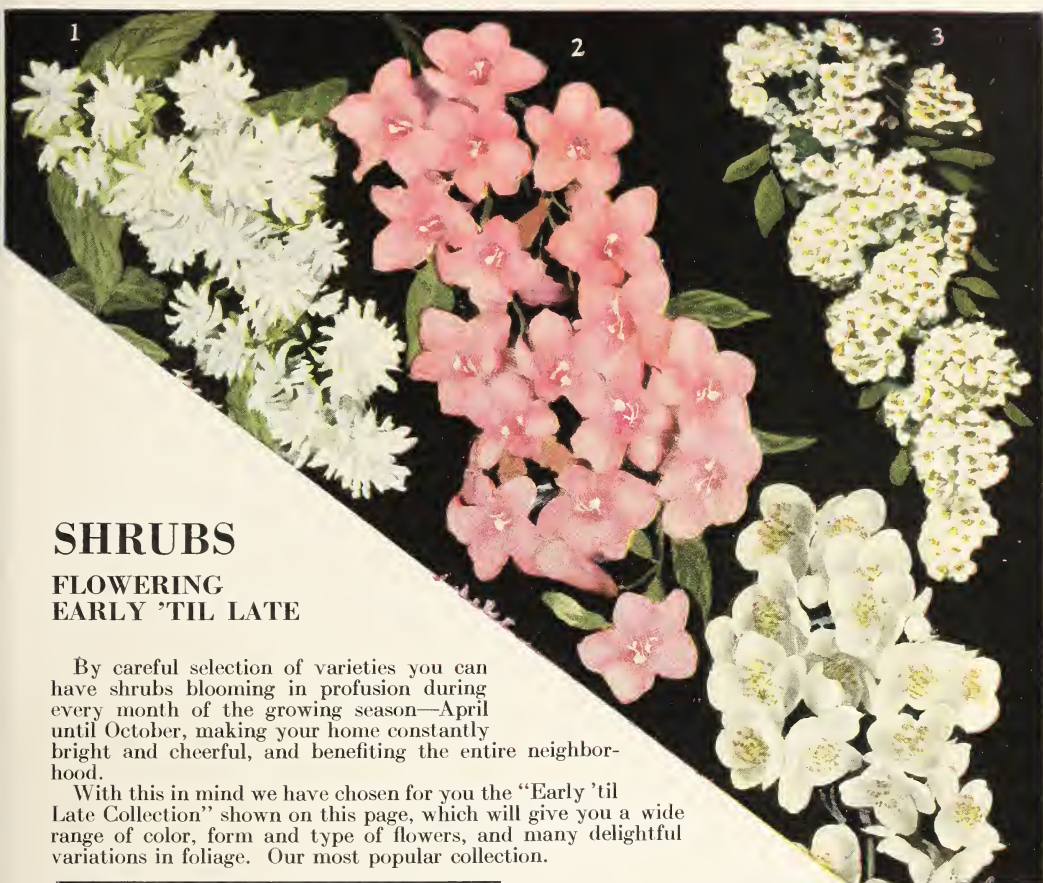 1
2
3
SHRUBS
FLOWERING
EARLY ’TIL LATE
By careful selection of varieties you can
have shrubs blooming in profusion during
every month of the growing season—April
until October, making your home constantly
bright and cheerful, and benefiting the entire neighbor-
hood.
With this in mind we have chosen for you the “Early ’til
Late Collection” shown on this page, which will give you a wide
range of color, form and type of flowers, and many delightful
variations in foliage. Our most popular collection.